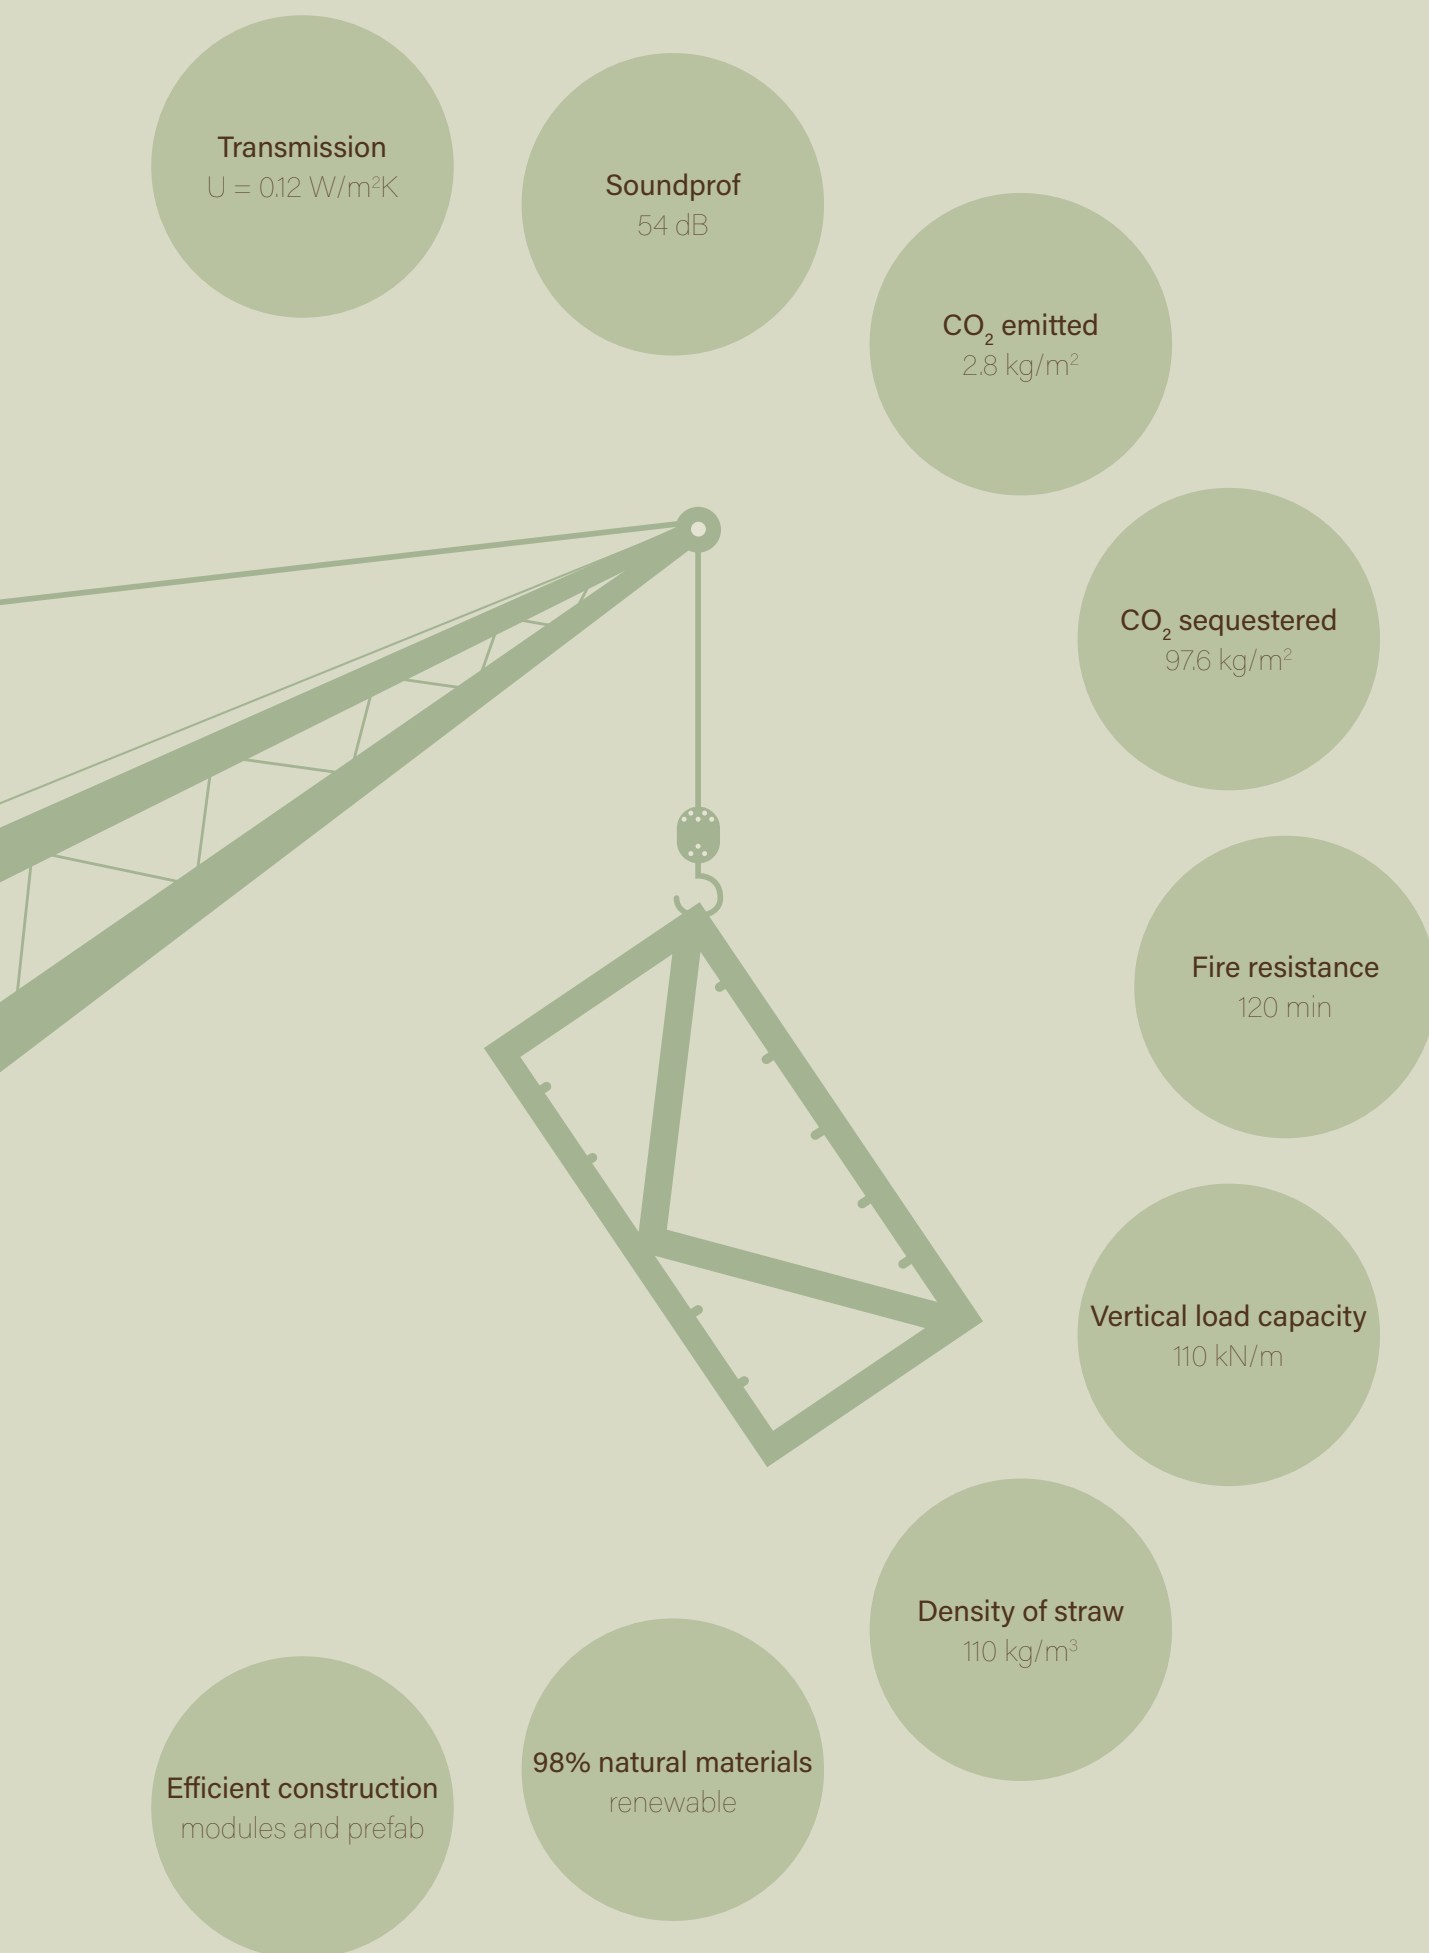 Transmission
U = 0.12 W/m²K
Soundprof
54 dB
CO₂ emitted
2.8 kg/m²
CO₂ sequestered
97.6 kg/m²
Fire resistance
120 min
Vertical load capacity
110 kN/m
Density of straw
110 kg/m³
98% natural materials
renewable
Efficient construction
modules and prefab